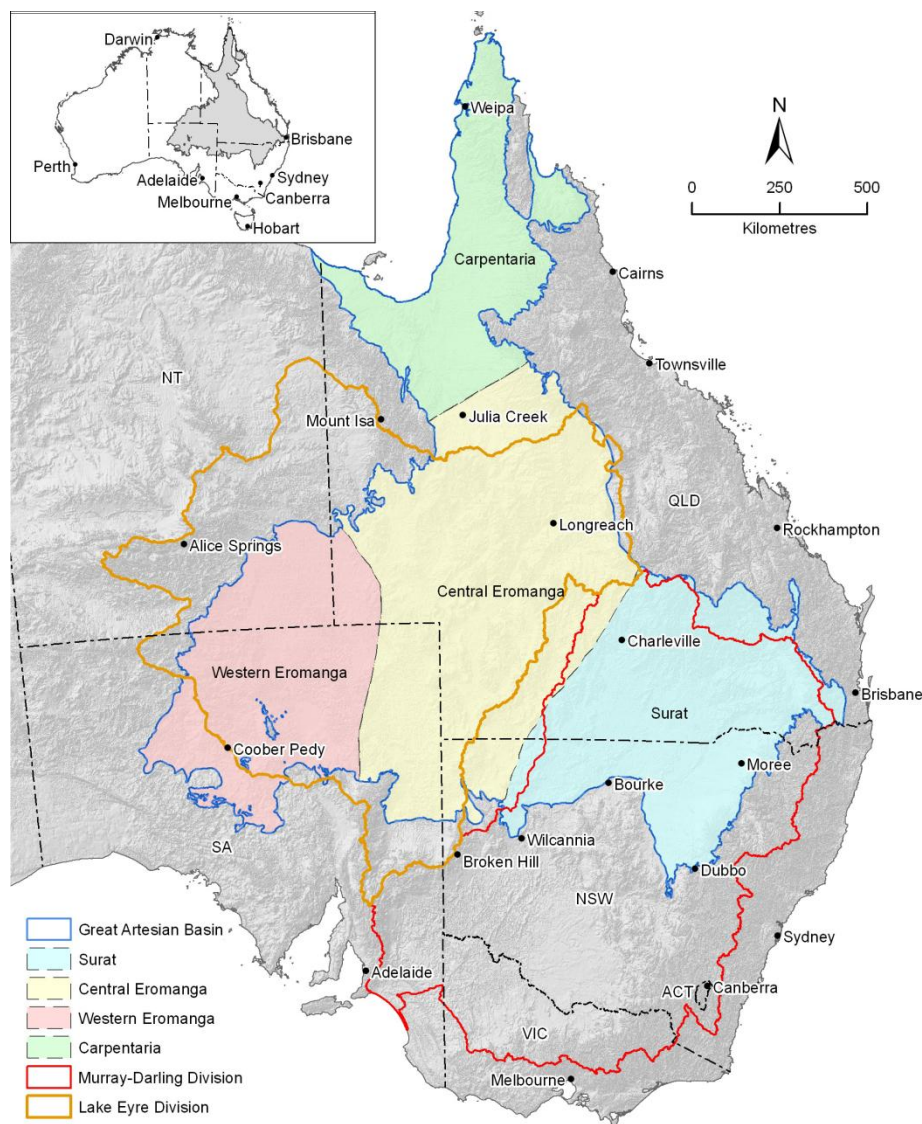 Darwin
Brisbane
Perth
Adelaide
Sydney
Melbourne
Canberra
Hobart
N
0 250 500
Kilometres
Weipa
Carpentaria
Cairns
Townsville
NT
Mount Isa
Julia Creek
QLD
Longreach
Rockhampton
Alice Springs
Central Eromanga
Charleville
Western Eromanga
Brisbane
Surat
Coober Pedy
Moree
Bourke
Wilcannia
SA
Broken Hill
Dubbo
NSW
Sydney
Adelaide
ACT
Canberra
VIC
Melbourne
Great Artesian Basin
Surat
Central Eromanga
Western Eromanga
Carpentaria
Murray-Darling Division
Lake Eyre Division